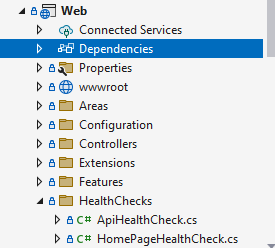 Web
Connected Services
Dependencies
Properties
wwwroot
Areas
Configuration
Controllers
Extensions
Features
HealthChecks
C# ApiHealthCheck.cs
C# HomePageHealthCheck.cs